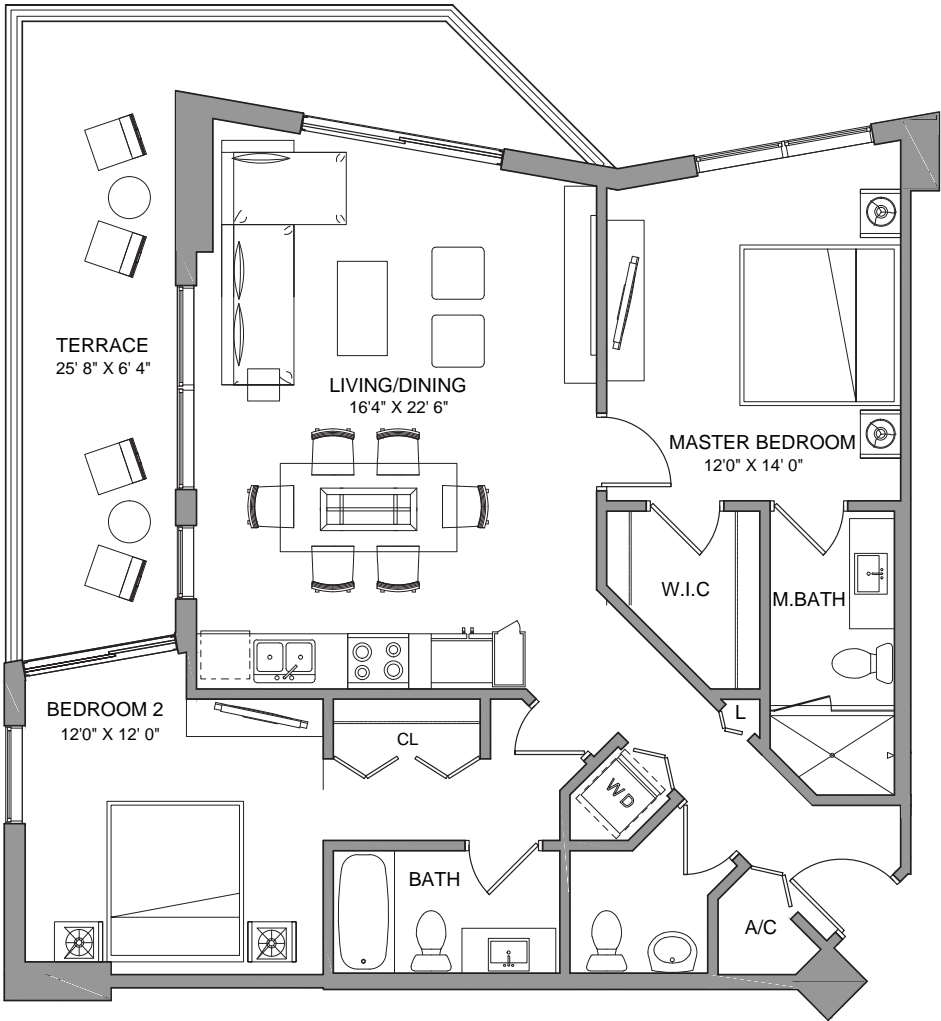 TERRACE
25' 8" X 6' 4"
LIVING/DINING
16'4" X 22' 6"
MASTER BEDROOM
12'0" X 14' 0"
W.I.C
M.BATH
BEDROOM 2
12'0" X 12' 0"
CL
L
WD
BATH
A/C